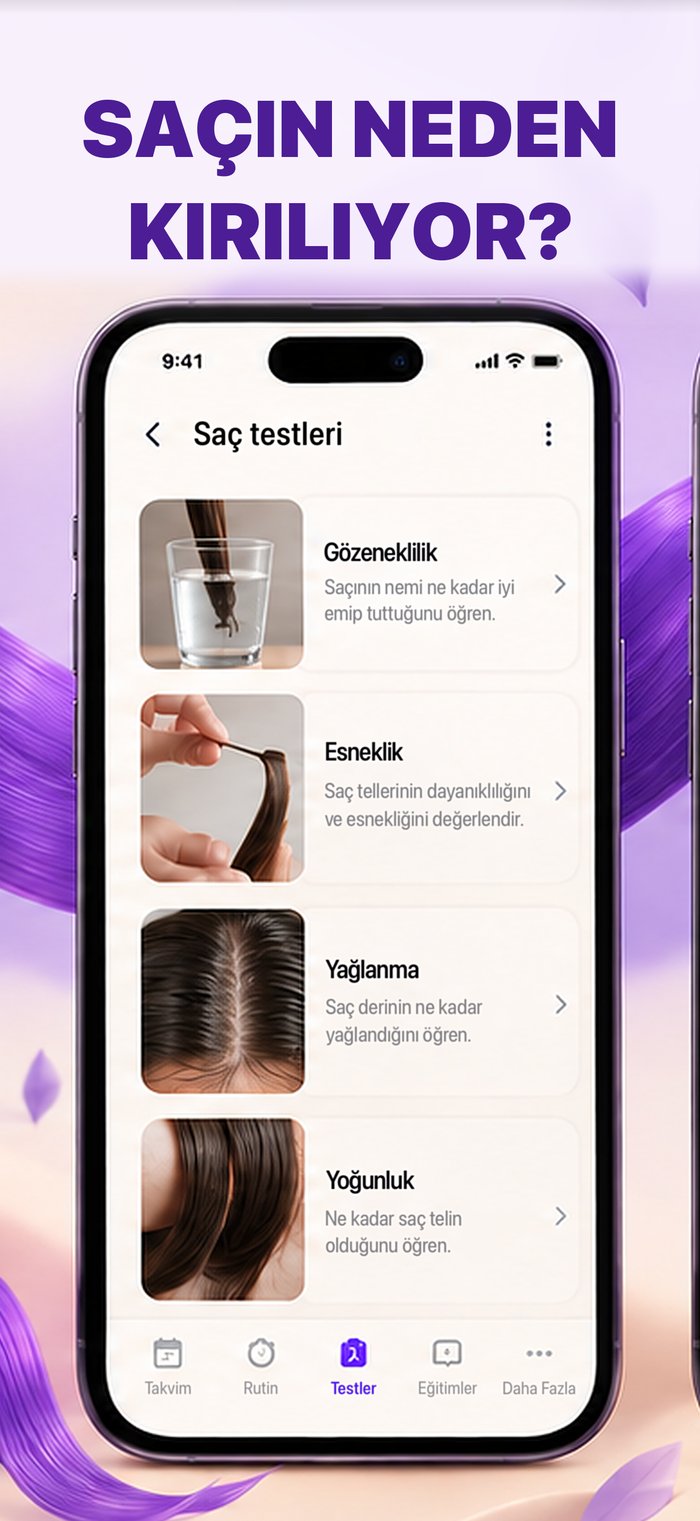 SAÇIN NEDEN
KIRILIYOR?
9:41
Saç testleri
Gözeneklilik
Saçının nemi ne kadar iyi
emip tuttuğunu öğren.
Esneklik
Saç tellerinin dayanıklılığını
ve esnekliğini değerlendir.
Yağlanma
Saç derinin ne kadar
yağlandığını öğren.
Yoğunluk
Ne kadar saç telin
olduğunu öğren.
Takvim
Rutin
Testler
Eğitimler
Daha Fazla